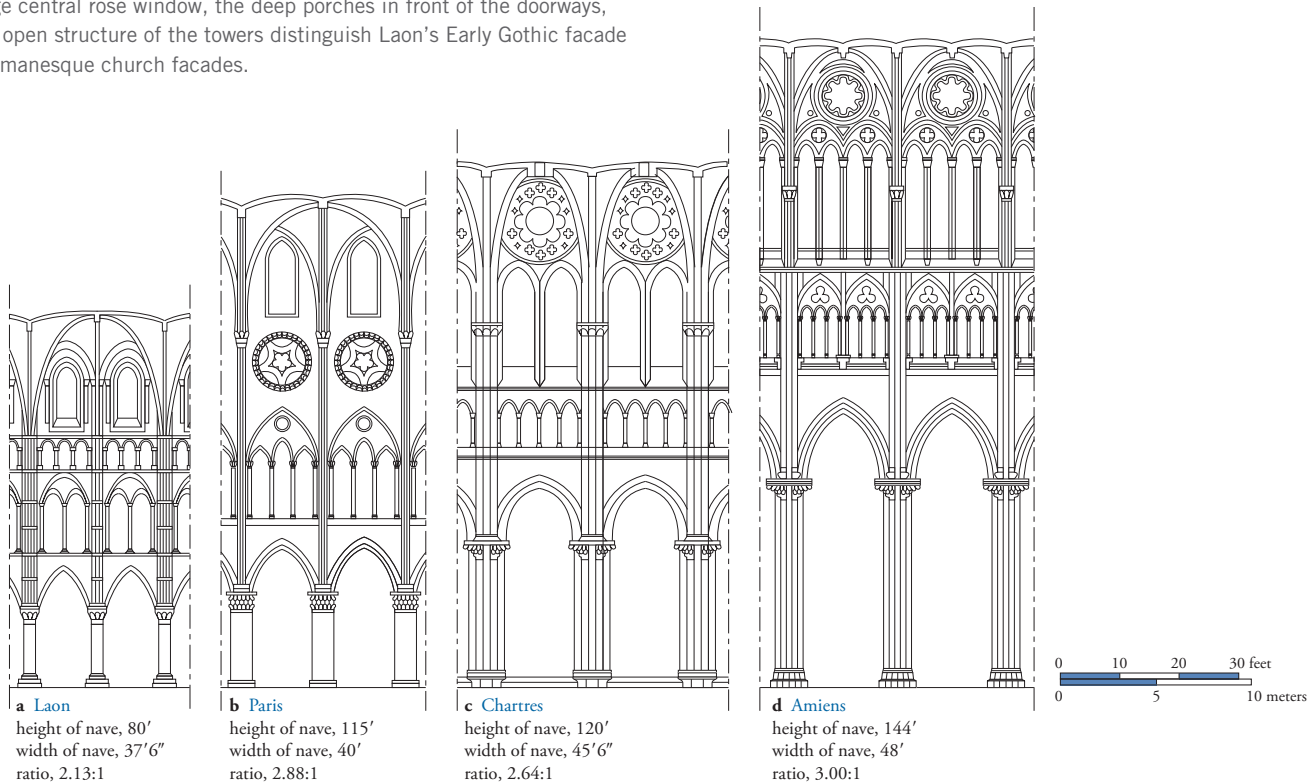 ge central rose window, the deep porches in front of the doorways,
open structure of the towers distinguish Laon's Early Gothic facade
manesque church facades.
0 10 20 30 feet
0 5 10 meters
a Laon
height of nave, 80′
width of nave, 37′6″
ratio, 2.13:1
b Paris
height of nave, 115′
width of nave, 40′
ratio, 2.88:1
c Chartres
height of nave, 120′
width of nave, 45′6″
ratio, 2.64:1
d Amiens
height of nave, 144′
width of nave, 48′
ratio, 3.00:1